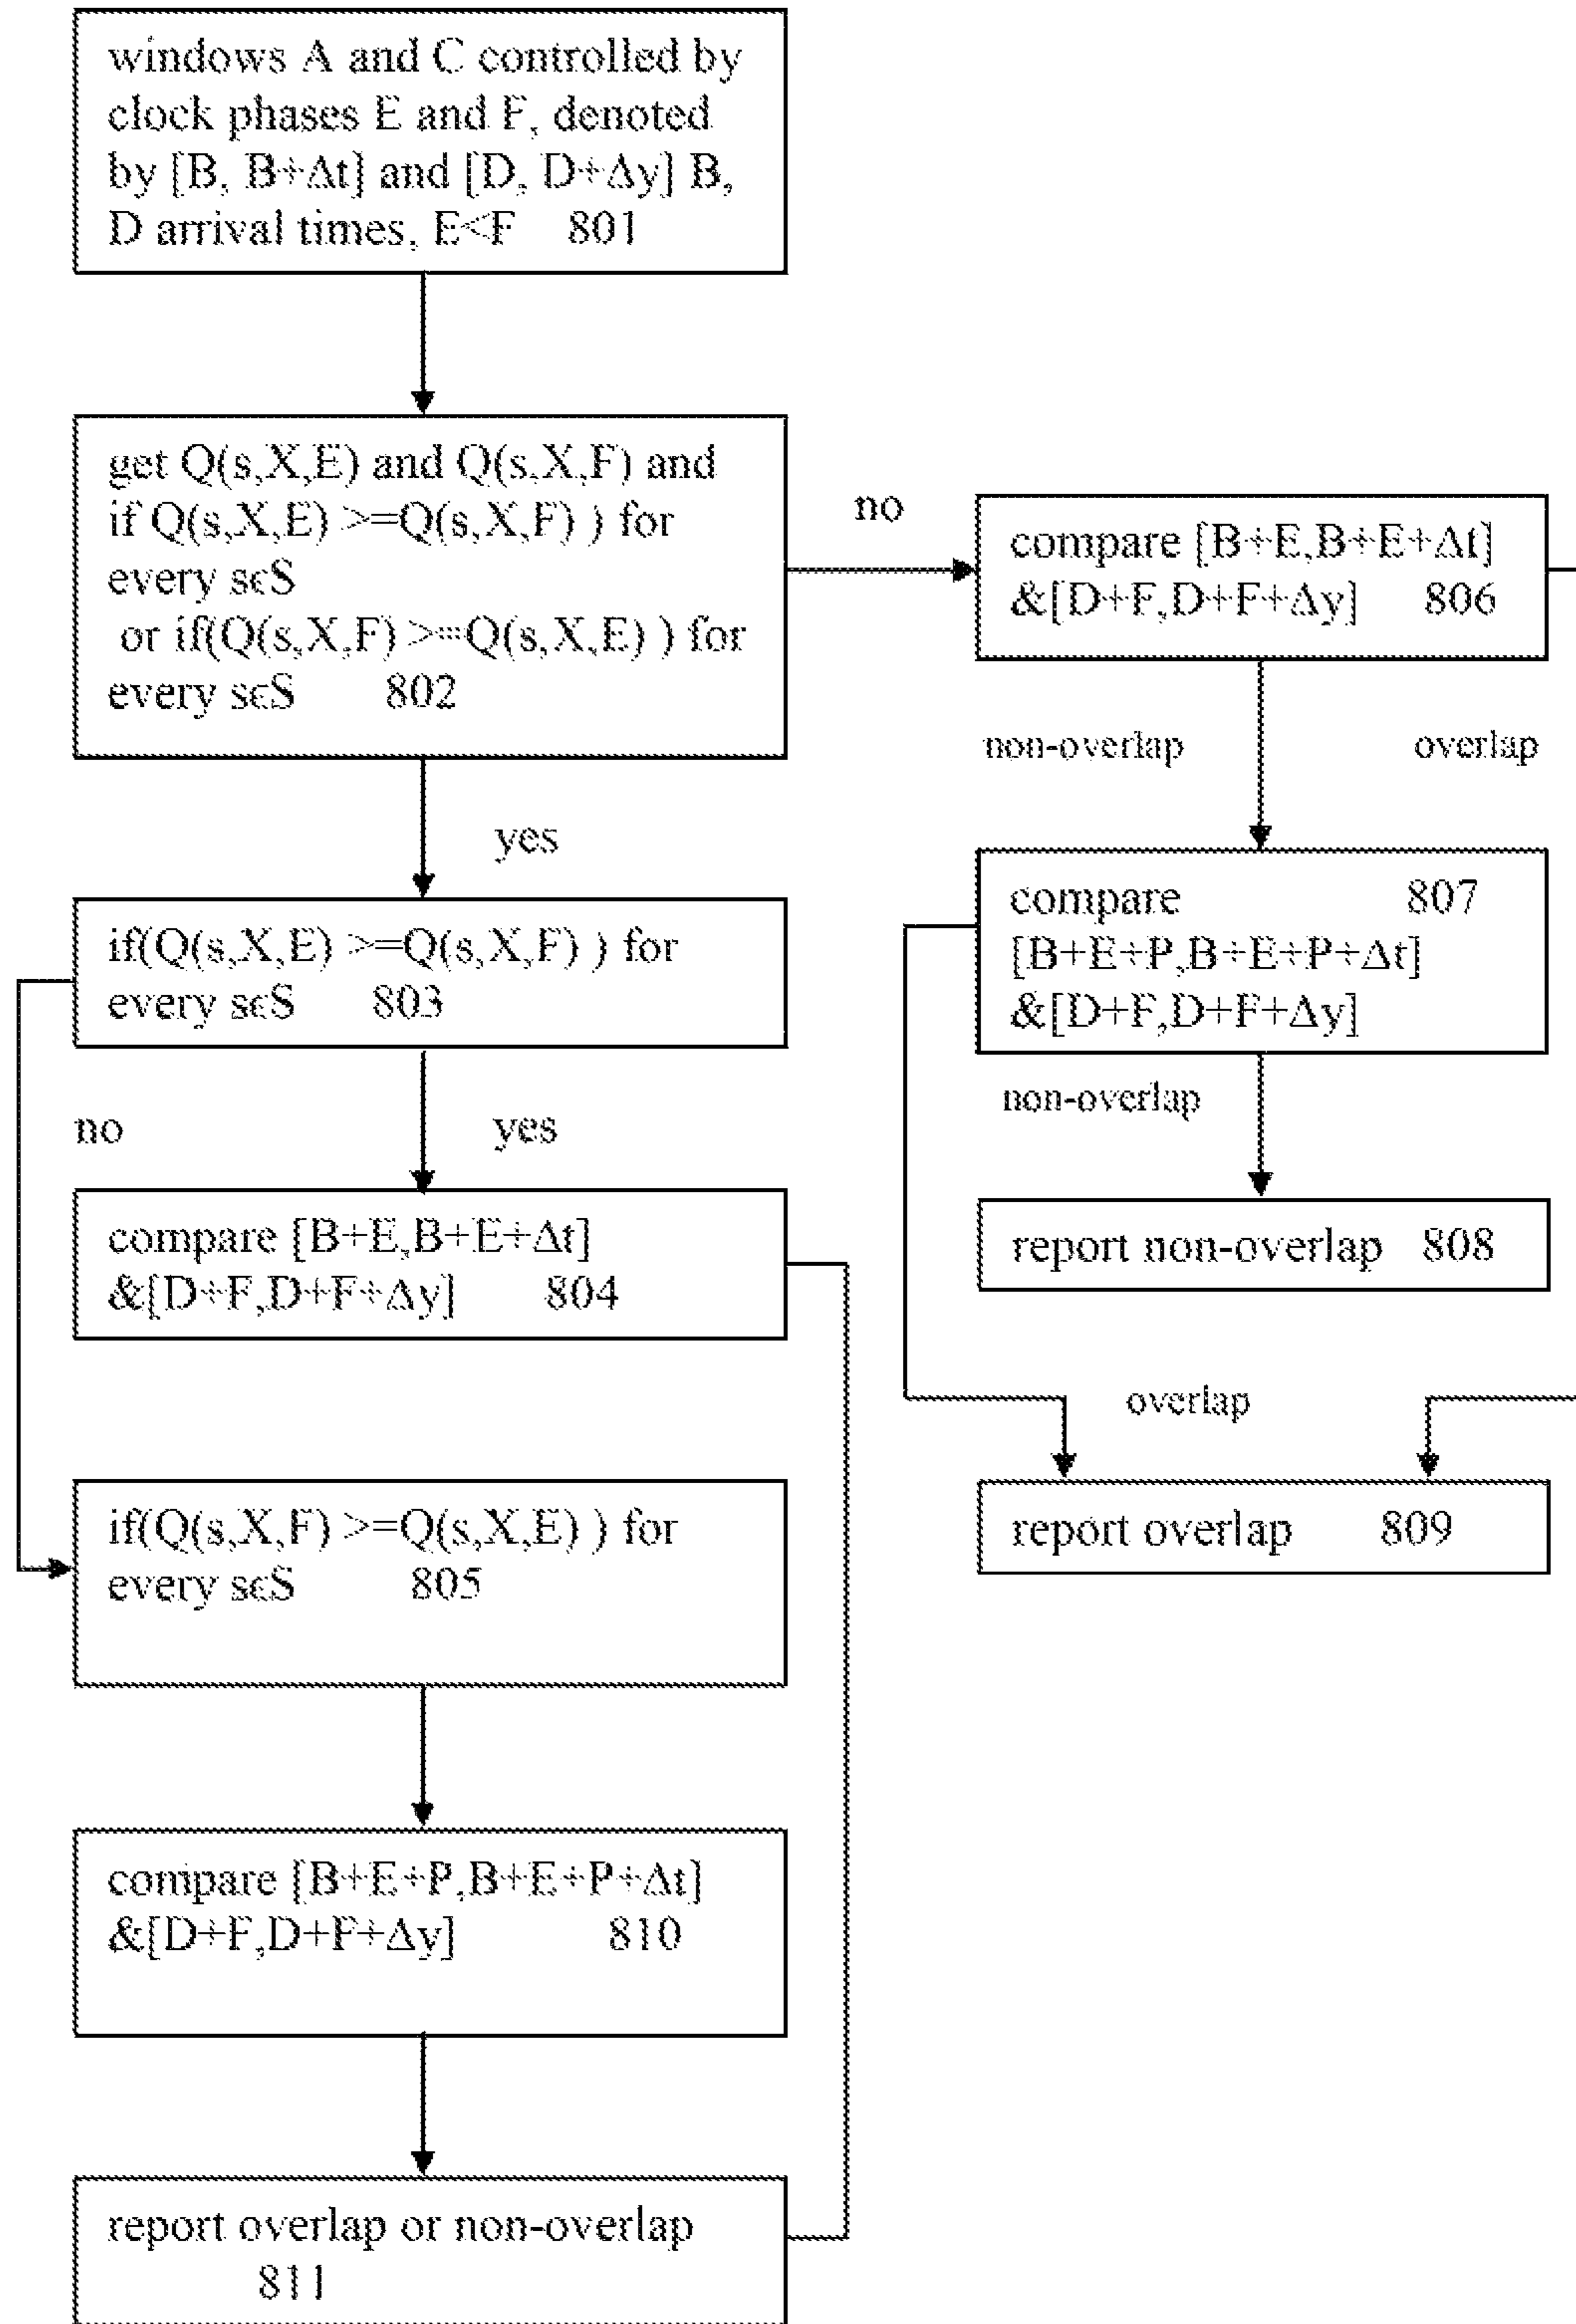 windows A and C controlled by
clock phases E and F, denoted
by [B, B+Δt] and [D, D+Δy] B,
D arrival times, E<F 801
get Q(s,X,E) and Q(s,X,F) and
if Q(s,X,E) >=Q(s,X,F) ) for
every sϵS
or if(Q(s,X,F) >=Q(s,X,E) ) for
every sϵS 802
no
compare [B+E,B+E+Δt]
&[D+F,D+F+Δy] 806
non-overlap
overlap
yes
if(Q(s,X,E) >=Q(s,X,F) ) for
every sϵS 803
compare 807
[B+E+P,B+E+P+Δt]
&[D+F,D+F+Δy]
non-overlap
no
yes
compare [B+E,B+E+Δt]
&[D+F,D+F+Δy] 804
report non-overlap 808
overlap
if(Q(s,X,F) >=Q(s,X,E) ) for
every sϵS 805
report overlap 809
compare [B+E+P,B+E+P+Δt]
&[D+F,D+F+Δy] 810
report overlap or non-overlap
811